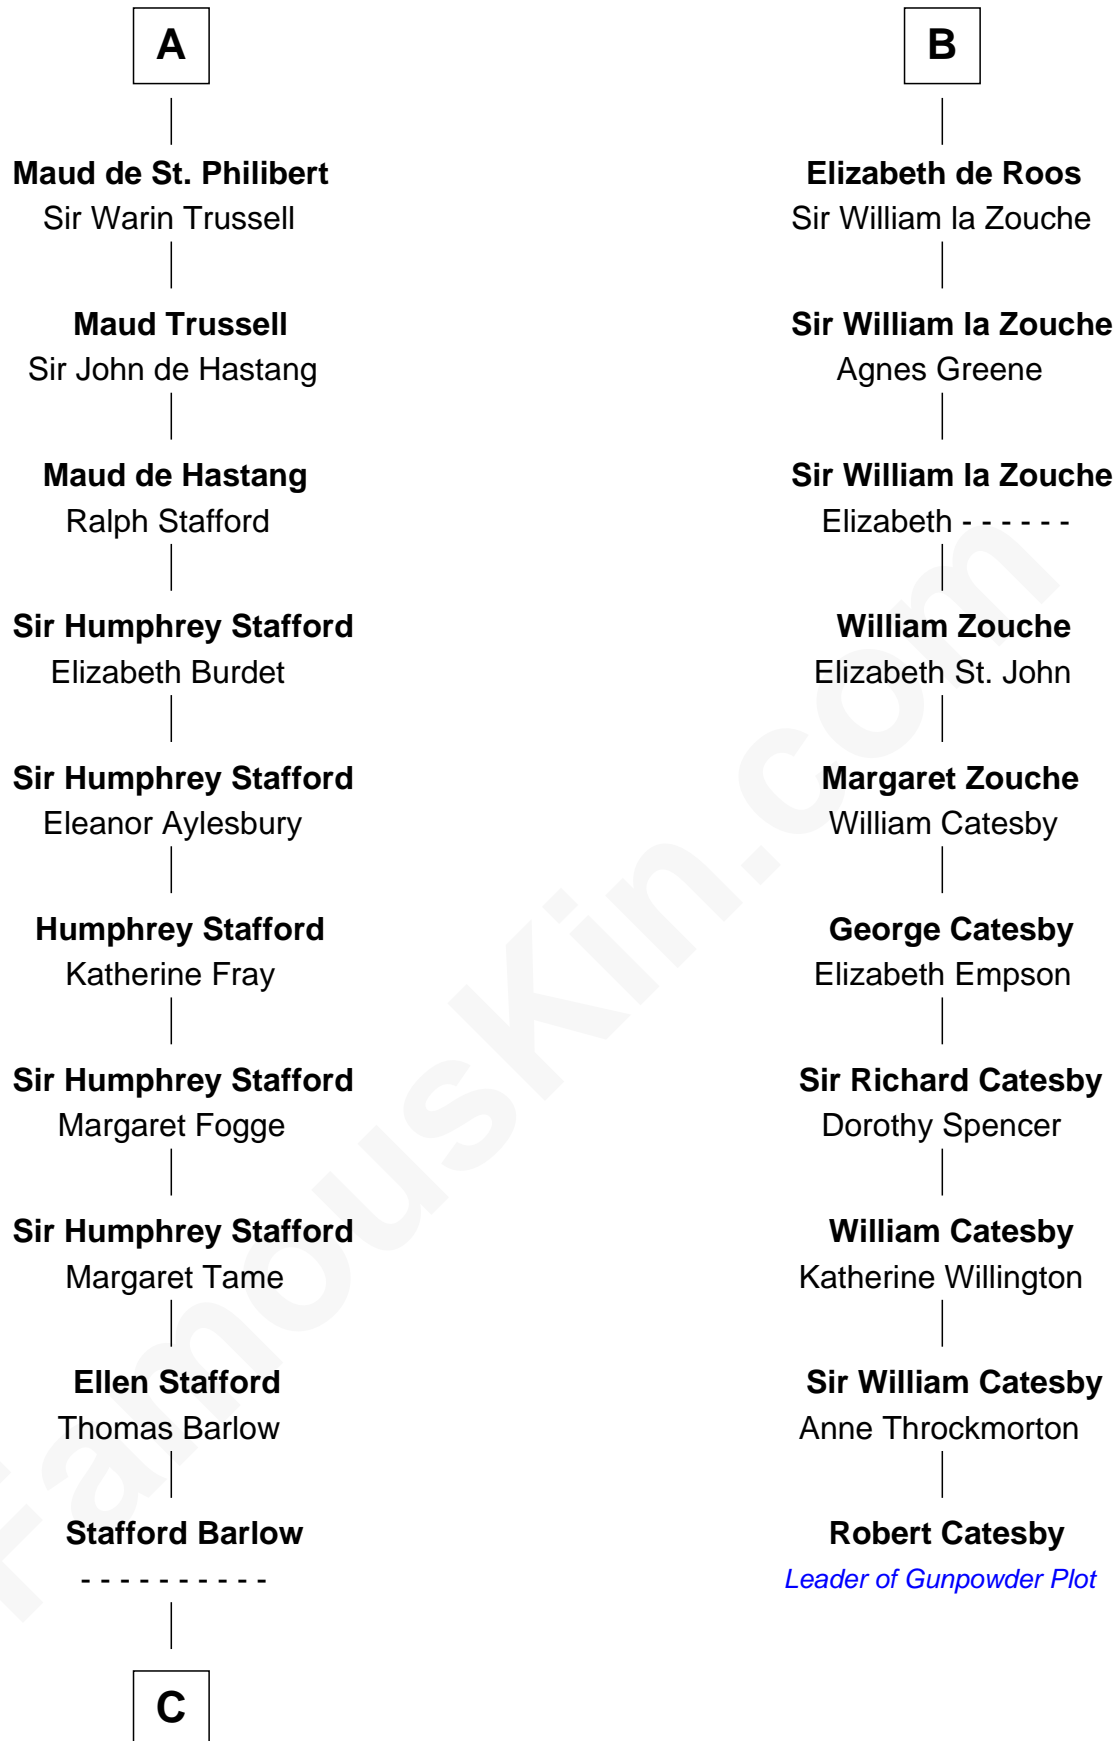 A
Maud de St. Philibert
Sir Warin Trussell
Maud Trussell
Sir John de Hastang
Maud de Hastang
Ralph Stafford
Sir Humphrey Stafford
Elizabeth Burdet
Sir Humphrey Stafford
Eleanor Aylesbury
Humphrey Stafford
Katherine Fray
Sir Humphrey Stafford
Margaret Fogge
Sir Humphrey Stafford
Margaret Tame
Ellen Stafford
Thomas Barlow
Stafford Barlow
- - - - - - - - - -
C
B
Elizabeth de Roos
Sir William la Zouche
Sir William la Zouche
Agnes Greene
Sir William la Zouche
Elizabeth - - - - - -
William Zouche
Elizabeth St. John
Margaret Zouche
William Catesby
George Catesby
Elizabeth Empson
Sir Richard Catesby
Dorothy Spencer
William Catesby
Katherine Willington
Sir William Catesby
Anne Throckmorton
Robert Catesby
Leader of Gunpowder Plot
FamousKin.com